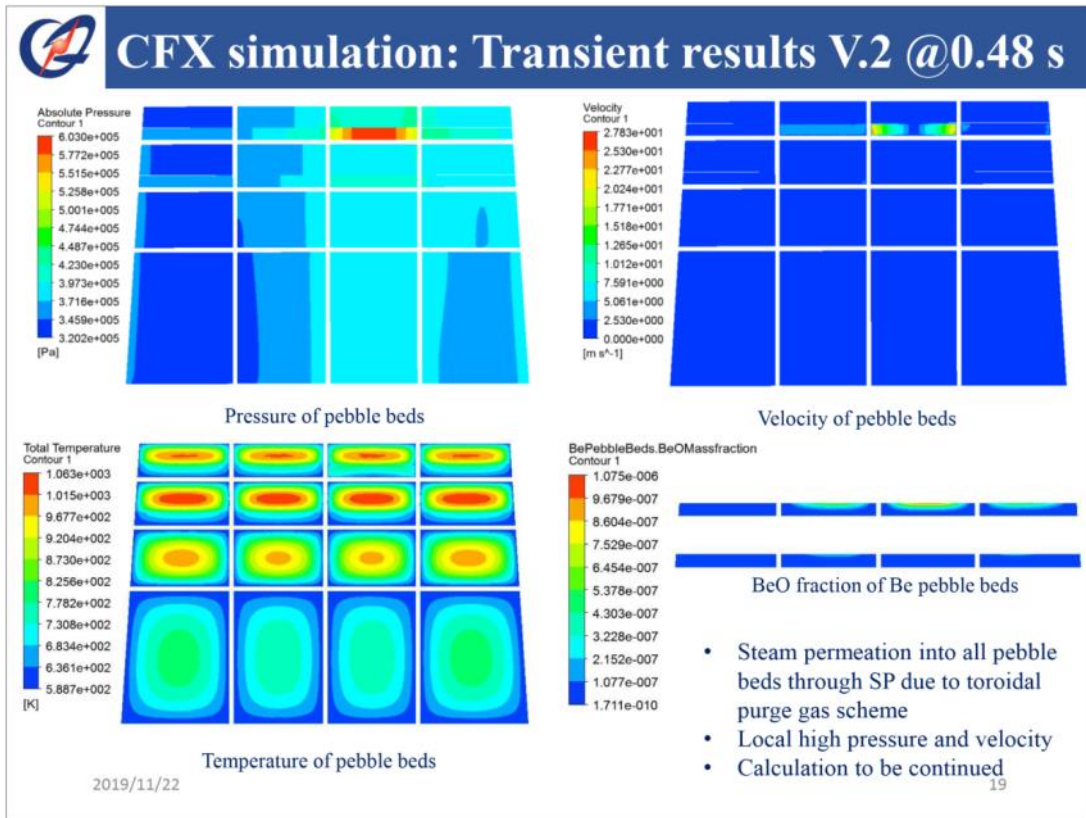 CFX simulation: Transient results V.2 @0.48 s
Absolute Pressure
Contour 1
6.030e+005
5.772e+005
5.515e+005
5.258e+005
5.001e+005
4.744e+005
4.487e+005
4.230e+005
3.973e+005
3.716e+005
3.459e+005
3.202e+005
[Pa]
Pressure of pebble beds
Velocity
Contour 1
2.783e+001
2.530e+001
2.277e+001
2.024e+001
1.771e+001
1.518e+001
1.265e+001
1.012e+001
7.591e+000
5.061e+000
2.530e+000
0.000e+000
[m s^-1]
Velocity of pebble beds
Total Temperature
Contour 1
1.063e+003
1.015e+003
9.677e+002
9.204e+002
8.730e+002
8.256e+002
7.782e+002
7.308e+002
6.834e+002
6.361e+002
5.887e+002
[K]
Temperature of pebble beds
BePebbleBeds.BeOMassfraction
Contour 1
1.075e-006
9.679e-007
8.604e-007
7.529e-007
6.454e-007
5.378e-007
4.303e-007
3.228e-007
2.152e-007
1.077e-007
1.711e-010
BeO fraction of Be pebble beds
• Steam permeation into all pebble
beds through SP due to toroidal
purge gas scheme
• Local high pressure and velocity
• Calculation to be continued
2019/11/22
19